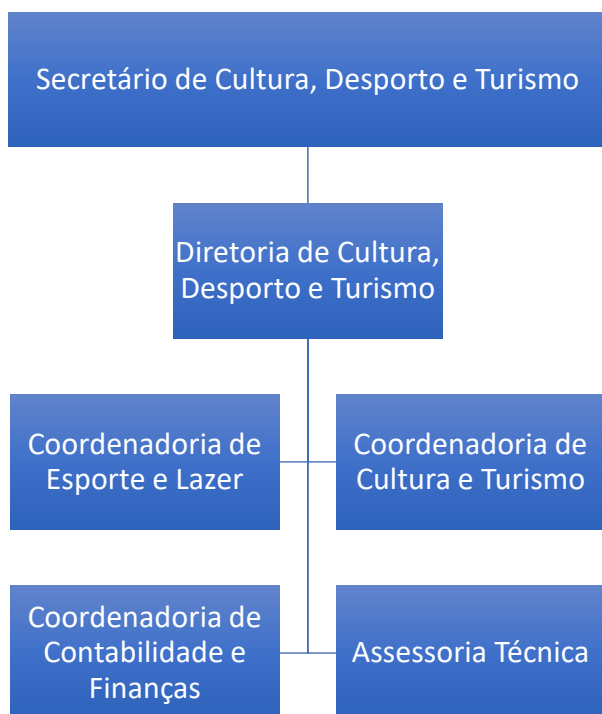 Secretário de Cultura, Desporto e Turismo
Diretoria de Cultura,
Desporto e Turismo
Coordenadoria de
Esporte e Lazer
Coordenadoria de
Cultura e Turismo
Coordenadoria de
Contabilidade e
Finanças
Assessoria Técnica